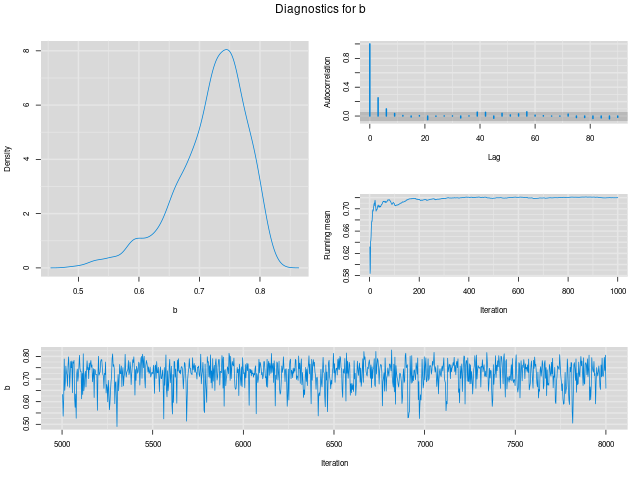 Diagnostics for b
Density
0 2 4 6 8
0.5 0.6 0.7 0.8
b
Autocorrelation
0.0 0.4 0.8
0 20 40 60 80
Lag
Running mean
0.58 0.62 0.66 0.70
0 200 400 600 800 1000
Iteration
b
0.50 0.60 0.70 0.80
5000 5500 6000 6500 7000 7500 8000
Iteration